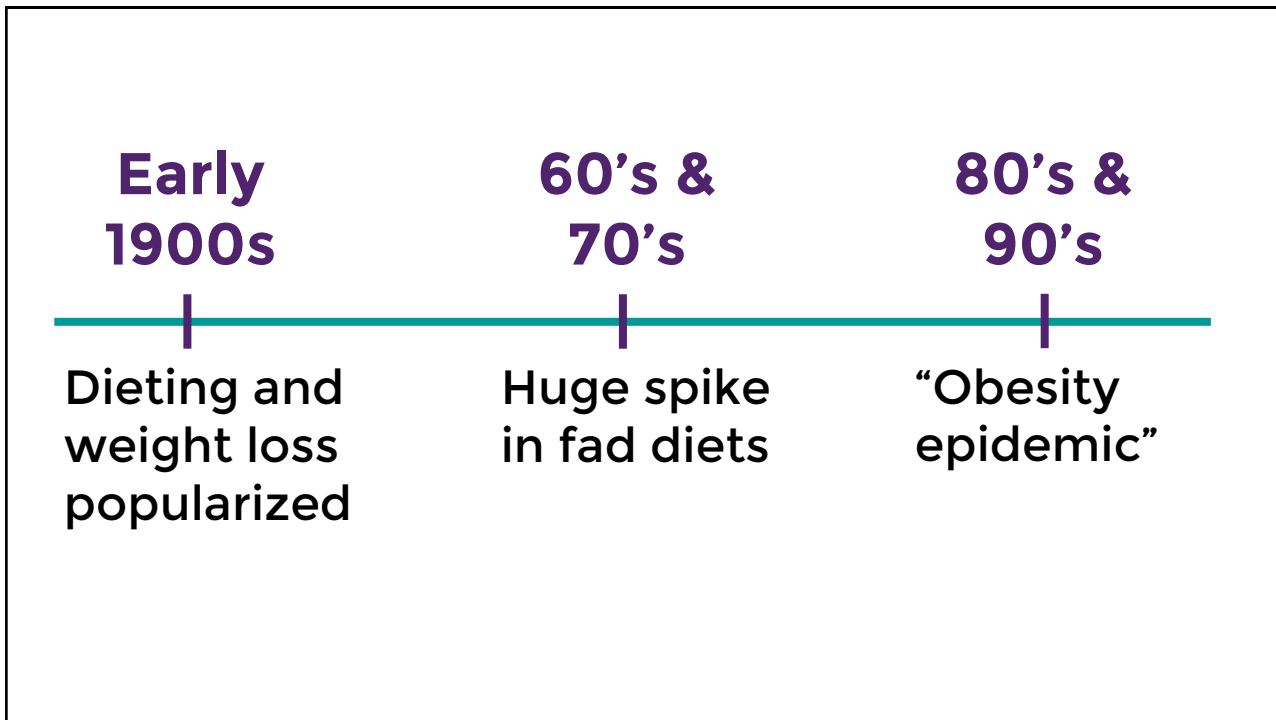 Early
1900s
60’s &
70’s
80’s &
90’s
Dieting and
weight loss
popularized
Huge spike
in fad diets
“Obesity
epidemic”